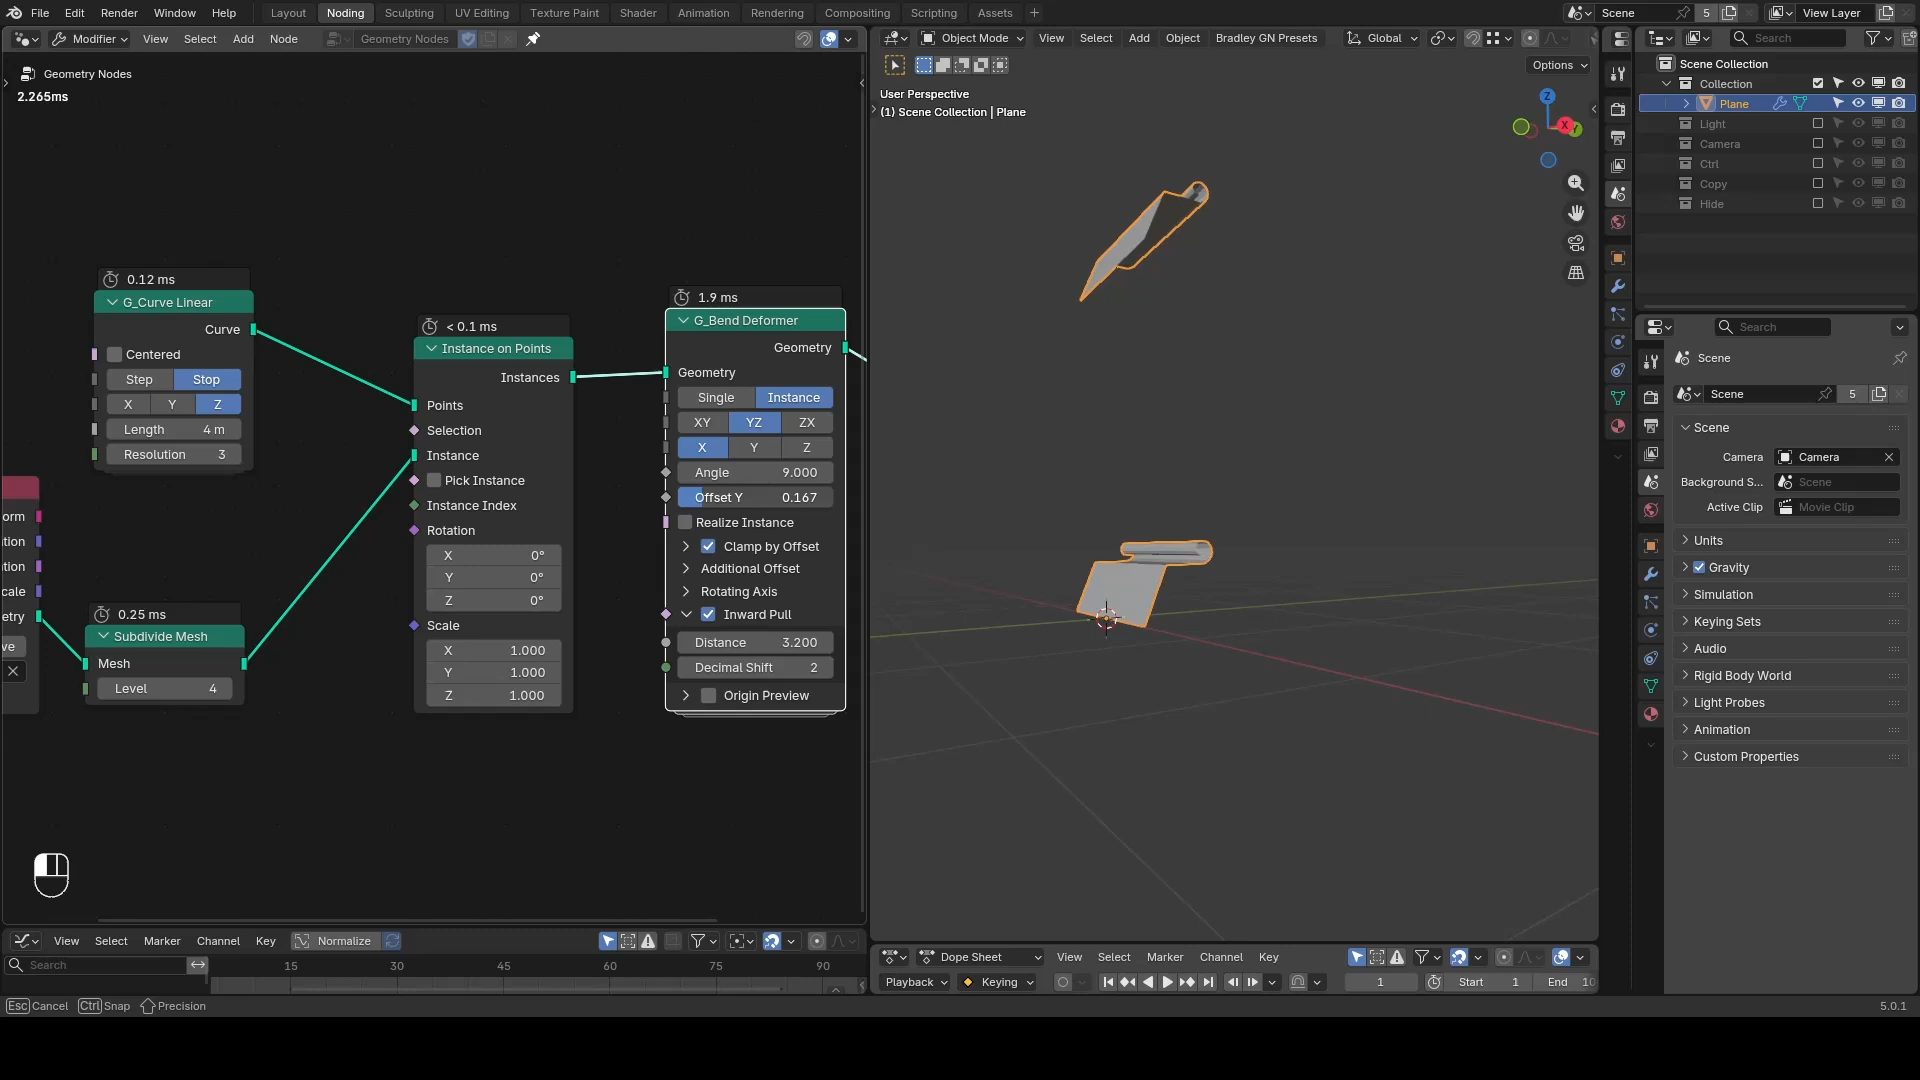 File Edit Render Window Help Layout Noding Sculpting UV Editing Texture Paint Shader Animation Rendering Compositing Scripting Assets Scene 5 View Layer
Modifier View Select Add Node Geometry Nodes
Object Mode View Select Add Object Bradley GN Presets Global
Search
Options
Geometry Nodes
2.265ms
User Perspective
(1) Scene Collection | Plane
Z
X
Y
Scene Collection
Collection
Plane
Light
Camera
Ctrl
Copy
Hide
0.12 ms
G_Curve Linear
Curve
Centered
Step Stop
X Y Z
Length 4 m
Resolution 3
orm
tion
tion
cale
etry
ve
0.25 ms
Subdivide Mesh
Mesh
Level 4
< 0.1 ms
Instance on Points
Instances
Points
Selection
Instance
Pick Instance
Instance Index
Rotation
X 0°
Y 0°
Z 0°
Scale
X 1.000
Y 1.000
Z 1.000
1.9 ms
G_Bend Deformer
Geometry
Geometry
Single Instance
XY YZ ZX
X Y Z
Angle 9.000
Offset Y 0.167
Realize Instance
Clamp by Offset
Additional Offset
Rotating Axis
Inward Pull
Distance 3.200
Decimal Shift 2
Origin Preview
Search
Scene
Scene 5
Scene
Camera Camera
Background S... Scene
Active Clip Movie Clip
Units
Gravity
Simulation
Keying Sets
Audio
Rigid Body World
Light Probes
Animation
Custom Properties
View Select Marker Channel Key Normalize
Search
15 30 45 60 75 90
Dope Sheet View Select Marker Channel Key
Playback Keying 1 Start 1 End 10
Esc Cancel Ctrl Snap Precision
5.0.1